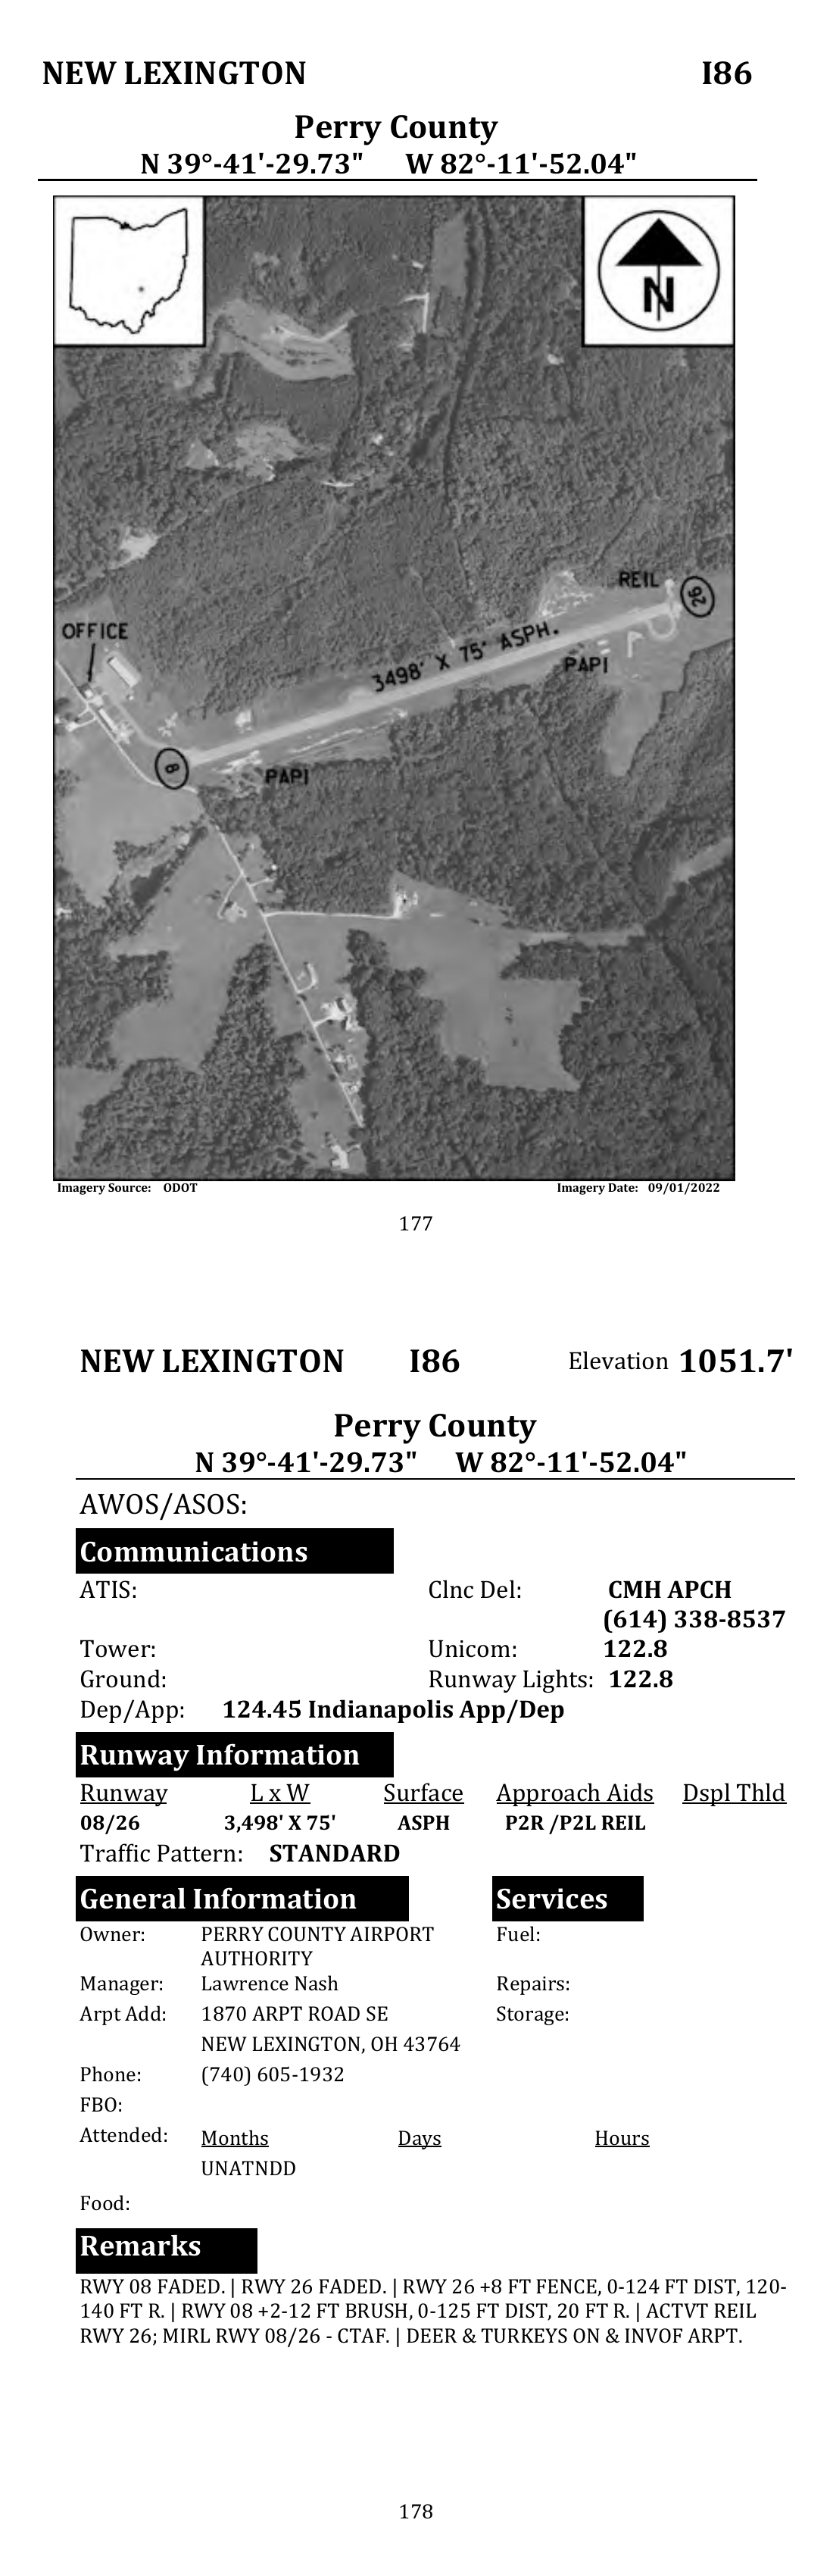 NEW LEXINGTON I86
Perry County
N 39°-41'-29.73" W 82°-11'-52.04"
N
REIL
26
OFFICE
3498' X 75' ASPH.
PAPI
8
PAPI
Imagery Source: ODOT Imagery Date: 09/01/2022
177
NEW LEXINGTON I86 Elevation 1051.7'
Perry County
N 39°-41'-29.73" W 82°-11'-52.04"
AWOS/ASOS:
Communications
ATIS: Clnc Del: CMH APCH
(614) 338-8537
Tower: Unicom: 122.8
Ground: Runway Lights: 122.8
Dep/App: 124.45 Indianapolis App/Dep
Runway Information
Runway L x W Surface Approach Aids Dspl Thld
08/26 3,498' X 75' ASPH P2R /P2L REIL
Traffic Pattern: STANDARD
General Information Services
Owner: PERRY COUNTY AIRPORT Fuel:
AUTHORITY
Manager: Lawrence Nash Repairs:
Arpt Add: 1870 ARPT ROAD SE Storage:
NEW LEXINGTON, OH 43764
Phone: (740) 605-1932
FBO:
Attended: Months Days Hours
UNATNDD
Food:
Remarks
RWY 08 FADED. | RWY 26 FADED. | RWY 26 +8 FT FENCE, 0-124 FT DIST, 120-
140 FT R. | RWY 08 +2-12 FT BRUSH, 0-125 FT DIST, 20 FT R. | ACTVT REIL
RWY 26; MIRL RWY 08/26 - CTAF. | DEER & TURKEYS ON & INVOF ARPT.
178